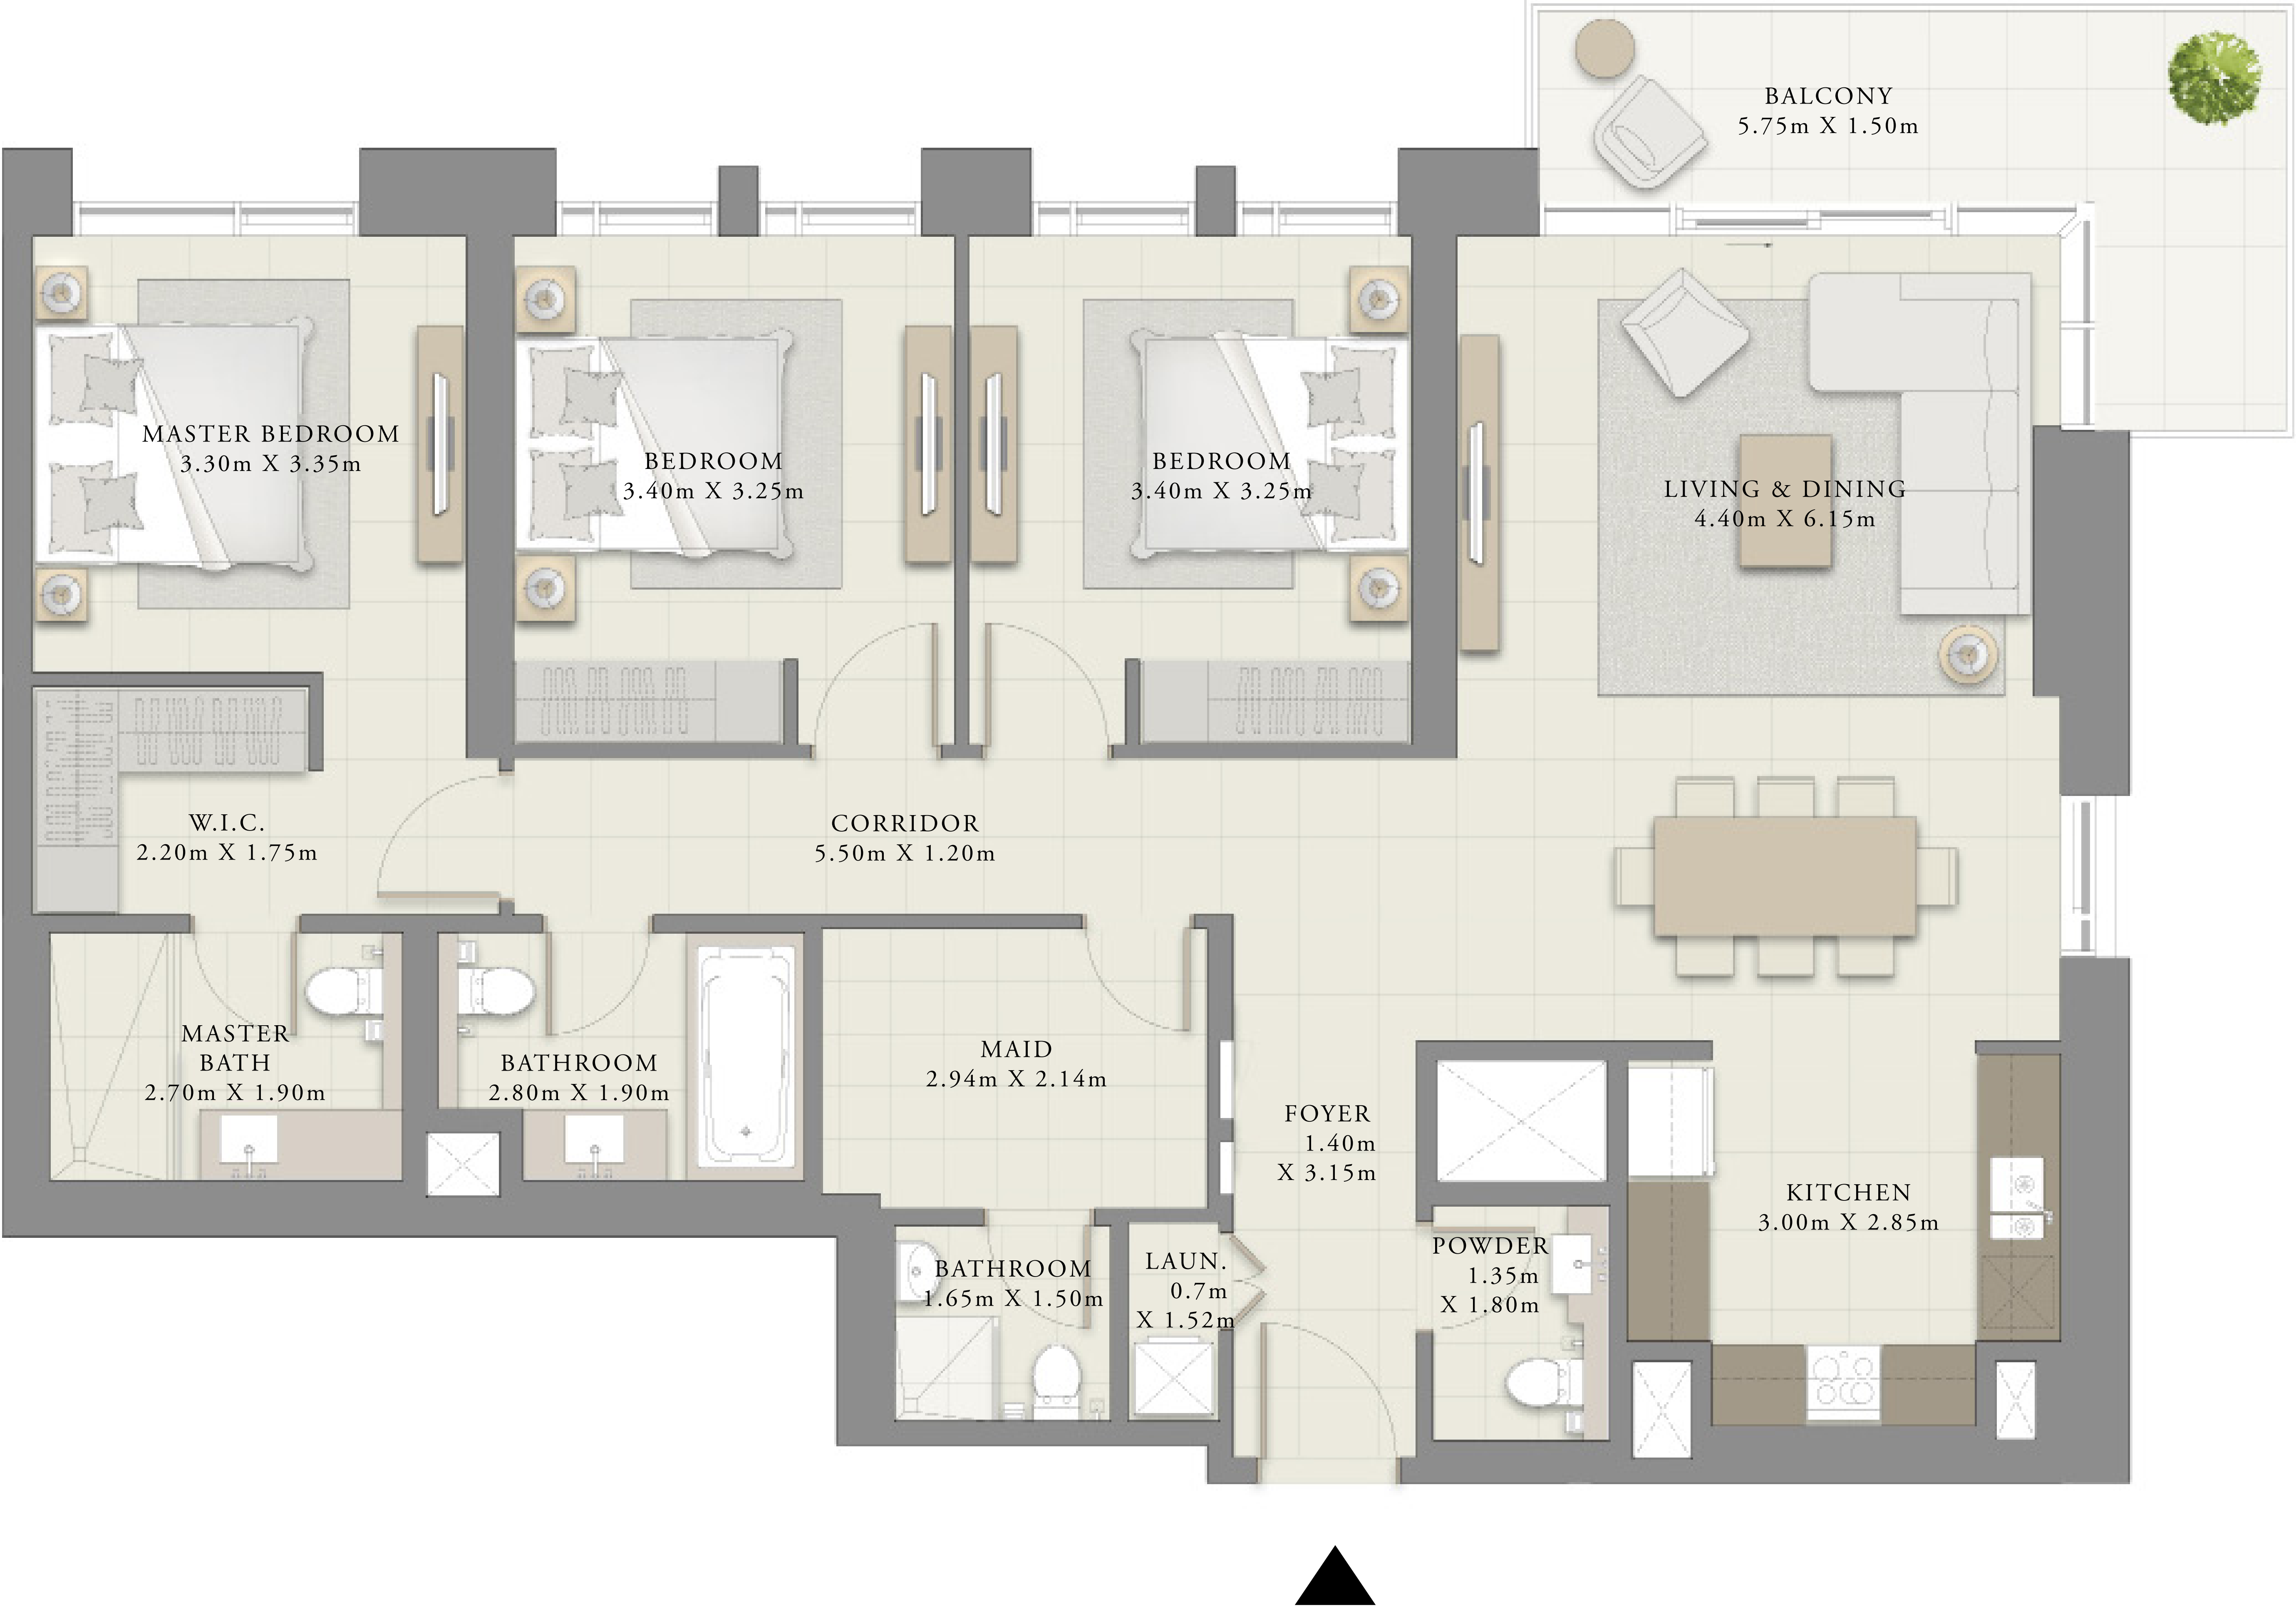 BALCONY
5.75m X 1.50m
MASTER BEDROOM
3.30m X 3.35m
BEDROOM
3.40m X 3.25m
BEDROOM
3.40m X 3.25m
LIVING & DINING
4.40m X 6.15m
W.I.C.
2.20m X 1.75m
CORRIDOR
5.50m X 1.20m
MASTER
BATH
2.70m X 1.90m
BATHROOM
2.80m X 1.90m
MAID
2.94m X 2.14m
FOYER
1.40m
X 3.15m
KITCHEN
3.00m X 2.85m
BATHROOM
1.65m X 1.50m
LAUN.
0.7m
X 1.52m
POWDER
1.35m
X 1.80m